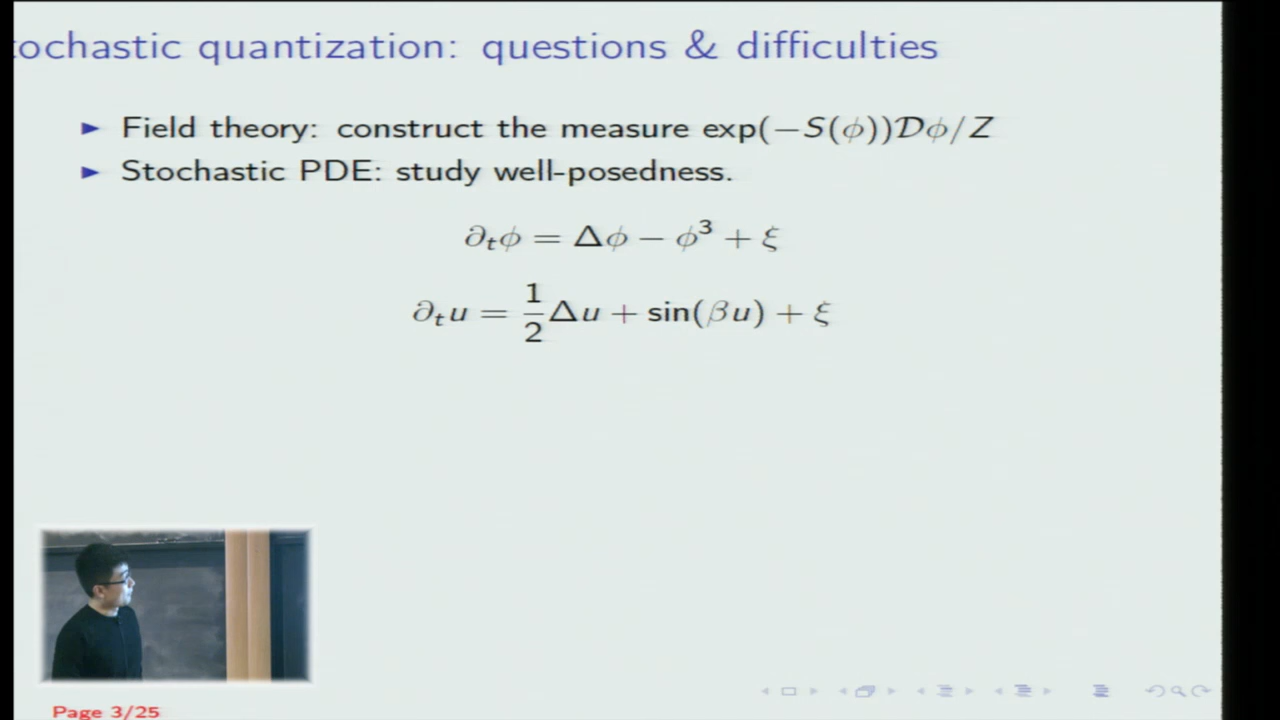 tochastic quantization: questions & difficulties
► Field theory: construct the measure exp(−S(ϕ))𝒟ϕ/Z
► Stochastic PDE: study well-posedness.
∂ₜϕ = Δϕ − ϕ³ + ξ
∂ₜu = 1/2 Δu + sin(βu) + ξ
Page 3/25